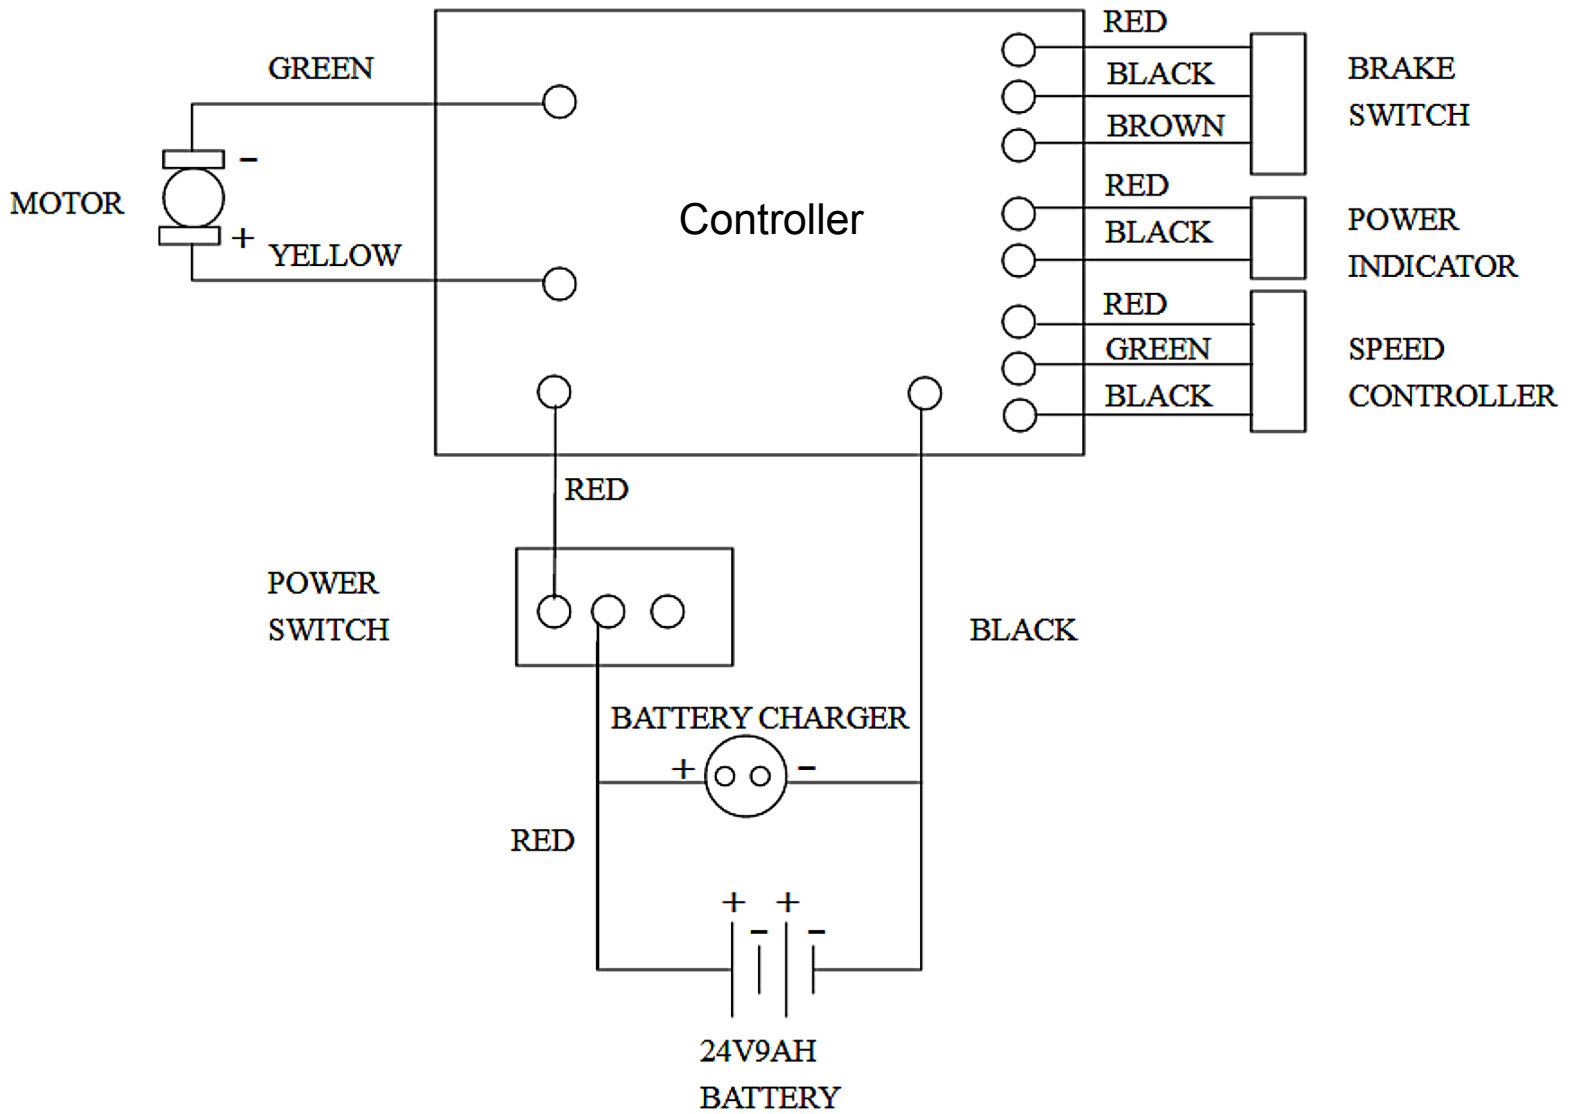 RED
BLACK
BROWN
BRAKE
SWITCH
GREEN
-
MOTOR
+
YELLOW
Controller
RED
BLACK
POWER
INDICATOR
RED
GREEN
BLACK
SPEED
CONTROLLER
RED
POWER
SWITCH
BLACK
BATTERY CHARGER
+ -
RED
+ +
- -
24V9AH
BATTERY